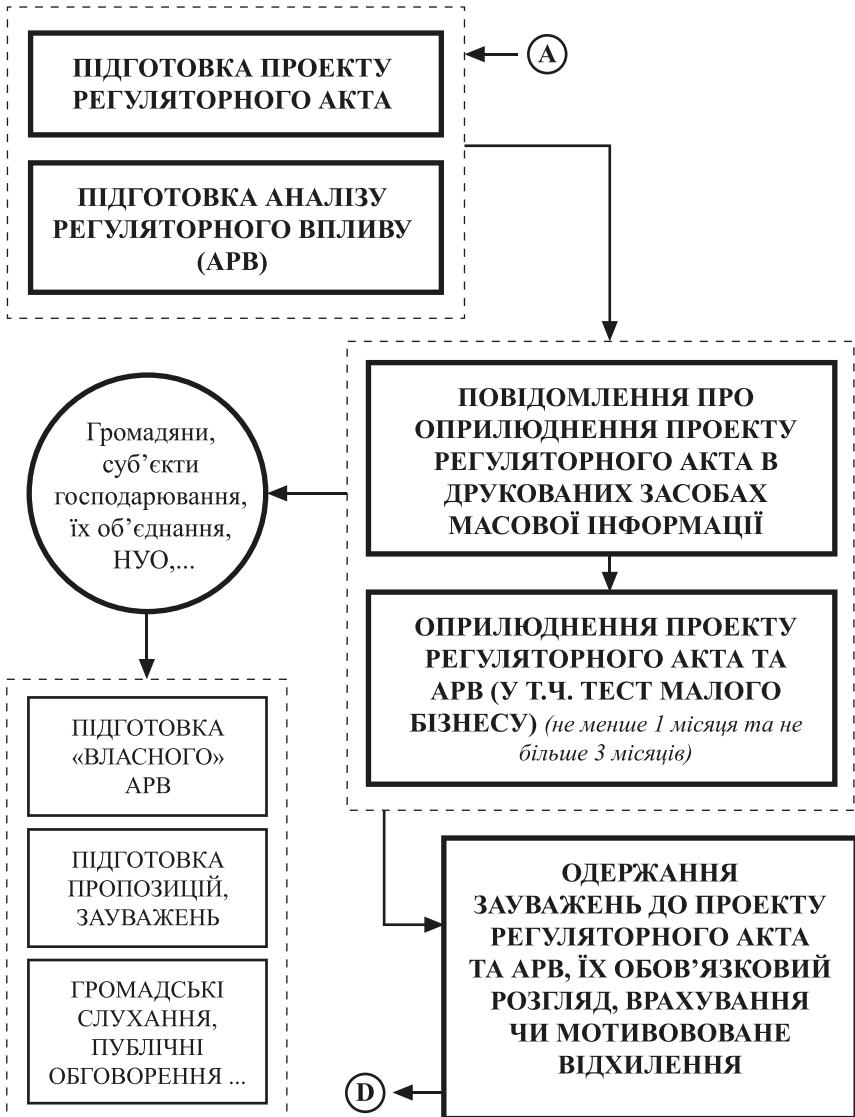 ПІДГОТОВКА ПРОЕКТУ
РЕГУЛЯТОРНОГО АКТА
A
ПІДГОТОВКА АНАЛІЗУ
РЕГУЛЯТОРНОГО ВПЛИВУ
(АРВ)
ПОВІДОМЛЕННЯ ПРО
ОПРИЛЮДНЕННЯ ПРОЕКТУ
РЕГУЛЯТОРНОГО АКТА В
ДРУКОВАНИХ ЗАСОБАХ
МАСОВОЇ ІНФОРМАЦІЇ
Громадяни,
суб’єкти
господарювання,
їх об’єднання,
НУО,...
ОПРИЛЮДНЕННЯ ПРОЕКТУ
РЕГУЛЯТОРНОГО АКТА ТА
АРВ (У Т.Ч. ТЕСТ МАЛОГО
БІЗНЕСУ) (не менше 1 місяця та не
більше 3 місяців)
ПІДГОТОВКА
«ВЛАСНОГО»
АРВ
ПІДГОТОВКА
ПРОПОЗИЦІЙ,
ЗАУВАЖЕНЬ
ГРОМАДСЬКІ
СЛУХАННЯ,
ПУБЛІЧНІ
ОБГОВОРЕННЯ ...
ОДЕРЖАННЯ
ЗАУВАЖЕНЬ ДО ПРОЕКТУ
РЕГУЛЯТОРНОГО АКТА
ТА АРВ, ЇХ ОБОВ’ЯЗКОВИЙ
РОЗГЛЯД, ВРАХУВАННЯ
ЧИ МОТИВОВОВАНЕ
ВІДХИЛЕННЯ
D